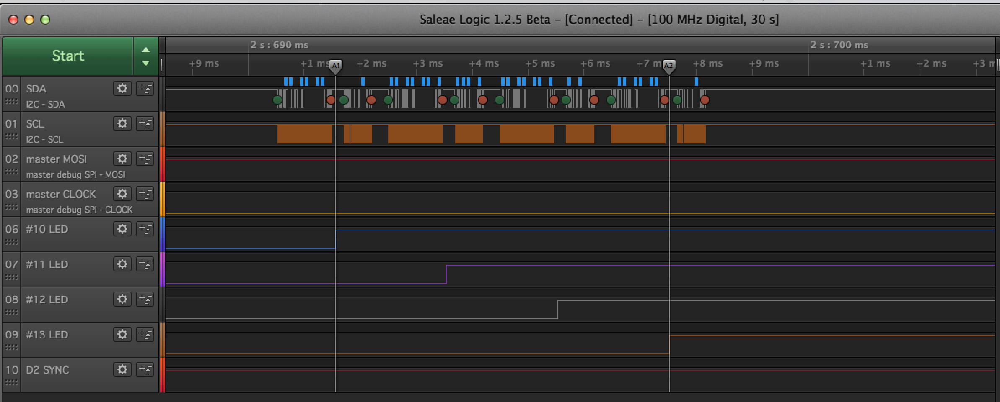 Saleae Logic 1.2.5 Beta – [Connected] – [100 MHz Digital, 30 s]
Start
2 s : 690 ms
2 s : 700 ms
+9 ms
+1 ms
A1
+2 ms
+3 ms
+4 ms
+5 ms
+6 ms
+7 m
A2
+8 ms
+9 ms
+1 ms
+2 ms
+3 m
00 SDA
I2C - SDA
01 SCL
I2C - SCL
02 master MOSI
master debug SPI - MOSI
03 master CLOCK
master debug SPI - CLOCK
06 #10 LED
07 #11 LED
08 #12 LED
09 #13 LED
10 D2 SYNC